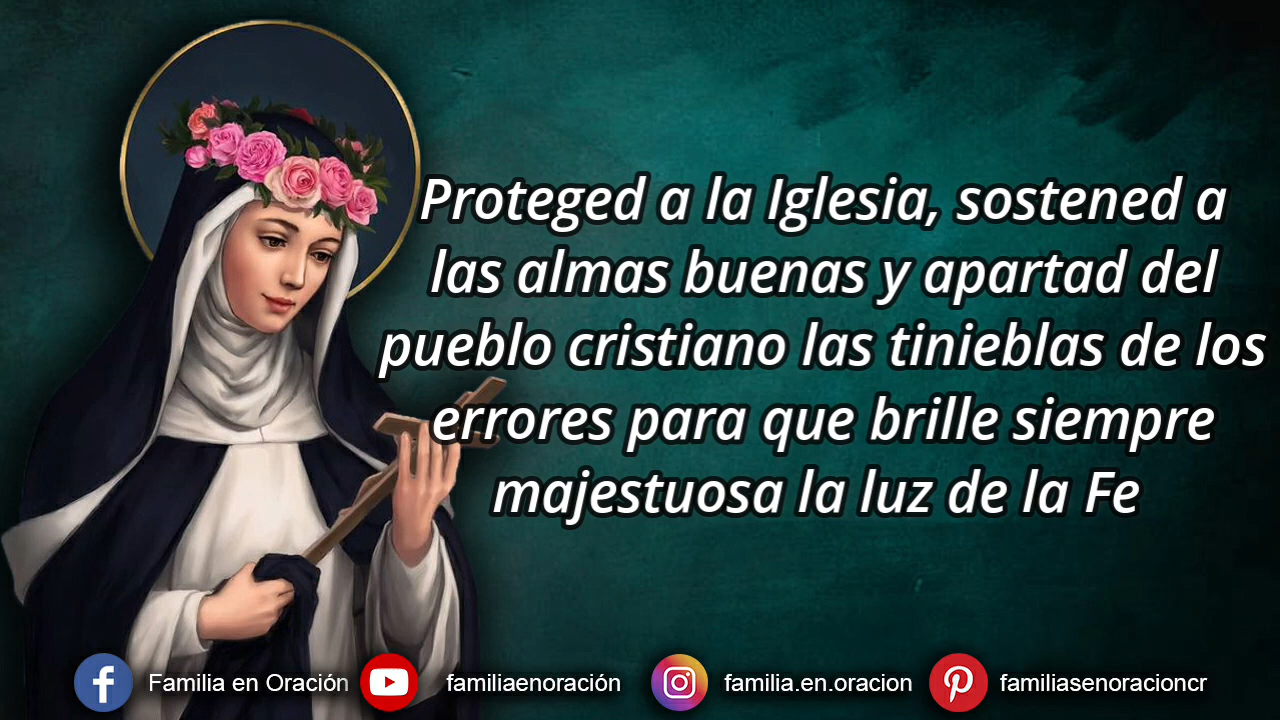 Proteged a la Iglesia, sostened a
las almas buenas y apartad del
pueblo cristiano las tinieblas de los
errores para que brille siempre
majestuosa la luz de la Fe
Familia en Oración familiaenoración familia.en.oracion familiasenoracioncr